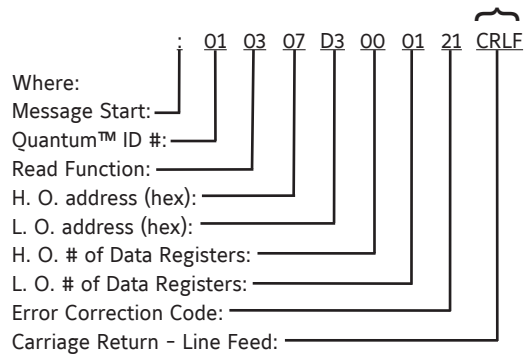 : 01 03 07 D3 00 01 21 CRLF
Where:
Message Start:
Quantum™ ID #:
Read Function:
H. O. address (hex):
L. O. address (hex):
H. O. # of Data Registers:
L. O. # of Data Registers:
Error Correction Code:
Carriage Return - Line Feed: